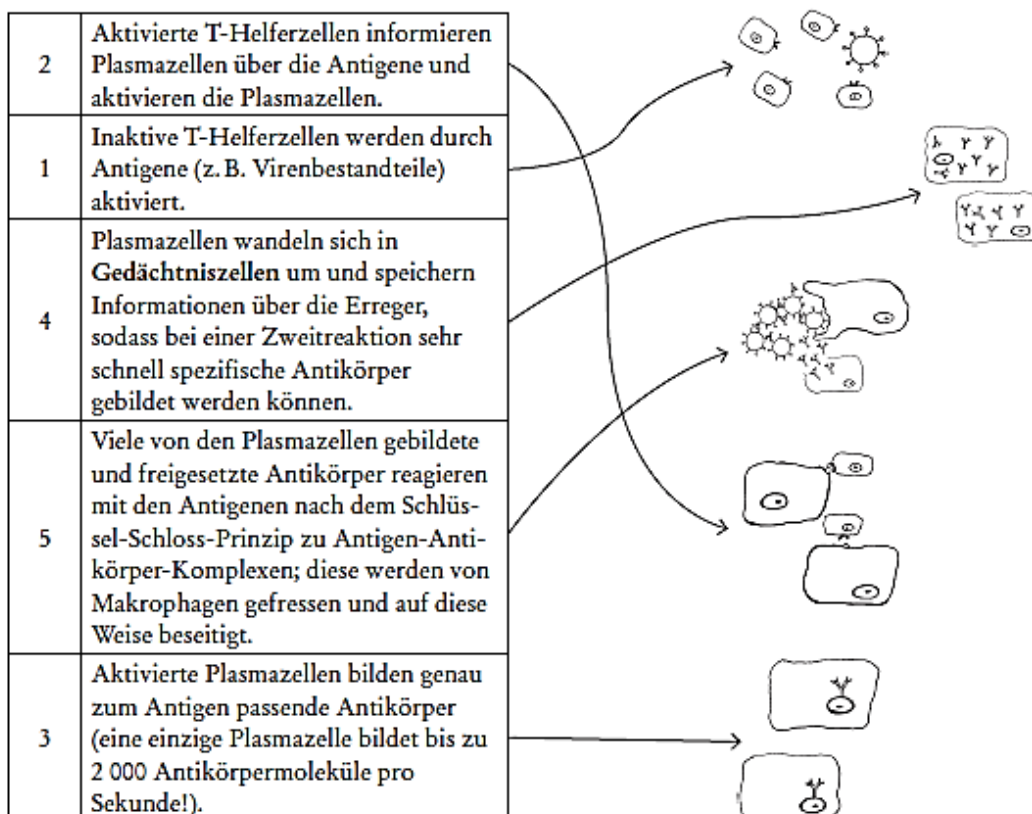 2
Aktivierte T-Helferzellen informieren
Plasmazellen über die Antigene und
aktivieren die Plasmazellen.
1
Inaktive T-Helferzellen werden durch
Antigene (z. B. Virenbestandteile)
aktiviert.
4
Plasmazellen wandeln sich in
Gedächtniszellen um und speichern
Informationen über die Erreger,
sodass bei einer Zweitreaktion sehr
schnell spezifische Antikörper
gebildet werden können.
5
Viele von den Plasmazellen gebildete
und freigesetzte Antikörper reagieren
mit den Antigenen nach dem Schlüs-
sel-Schloss-Prinzip zu Antigen-Anti-
körper-Komplexen; diese werden von
Makrophagen gefressen und auf diese
Weise beseitigt.
3
Aktivierte Plasmazellen bilden genau
zum Antigen passende Antikörper
(eine einzige Plasmazelle bildet bis zu
2 000 Antikörpermoleküle pro
Sekunde!).